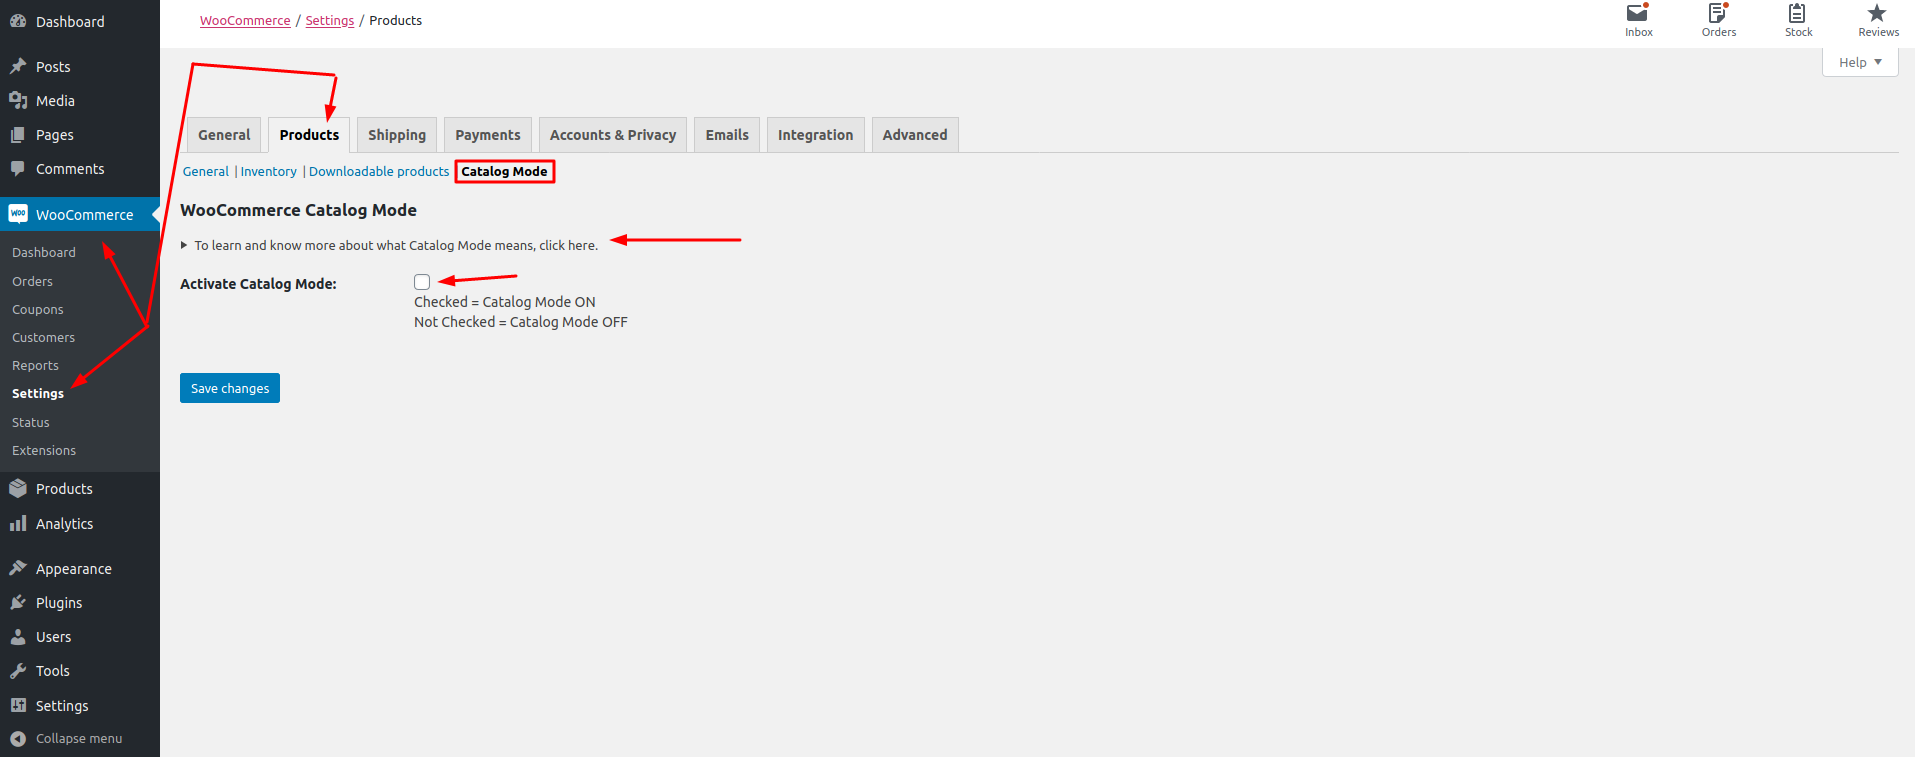 Dashboard
Posts
Media
Pages
Comments
WOO
WooCommerce
Dashboard
Orders
Coupons
Customers
Reports
Settings
Status
Extensions
Products
Analytics
Appearance
Plugins
Users
Tools
Settings
Collapse menu
WooCommerce / Settings / Products
Inbox Orders Stock Reviews
Help
General Products Shipping Payments Accounts & Privacy Emails Integration Advanced
General | Inventory | Downloadable products Catalog Mode
WooCommerce Catalog Mode
To learn and know more about what Catalog Mode means, click here.
Activate Catalog Mode:
Checked = Catalog Mode ON
Not Checked = Catalog Mode OFF
Save changes